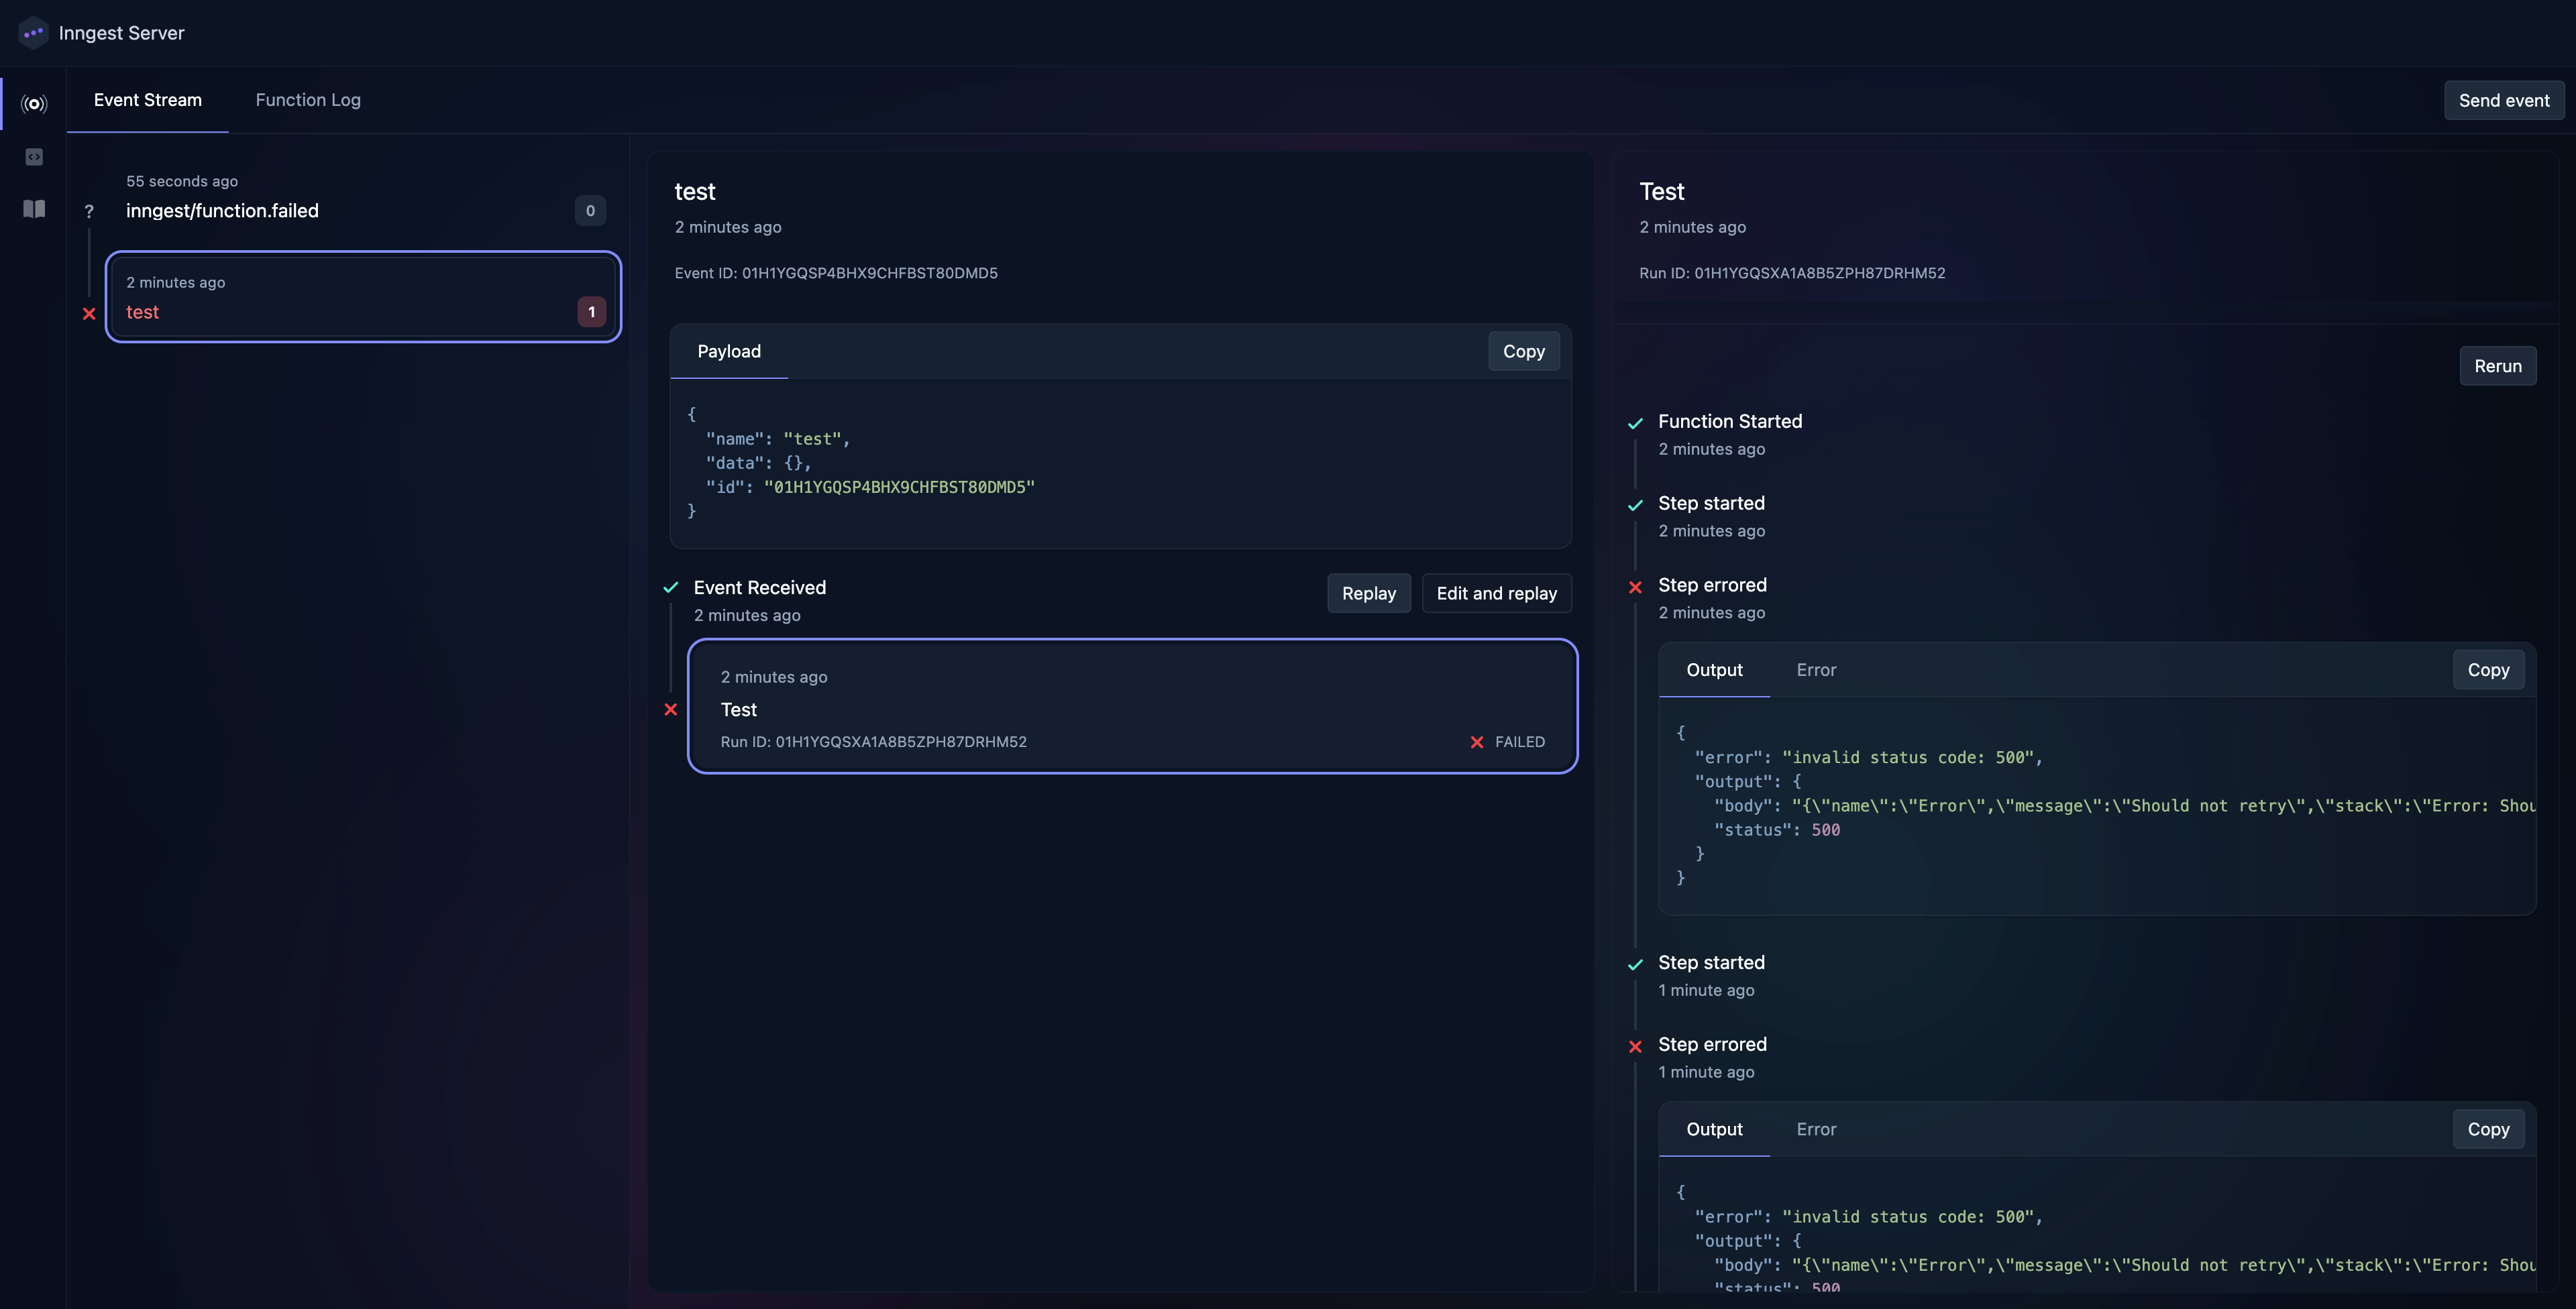 Inngest Server
Event Stream
Function Log
Send event
55 seconds ago
? inngest/function.failed 0
2 minutes ago
test 1
test
2 minutes ago
Event ID: 01H1YGQSP4BHX9CHFBST80DMD5
Payload
Copy
{
"name": "test",
"data": {},
"id": "01H1YGQSP4BHX9CHFBST80DMD5"
}
Event Received
2 minutes ago
Replay
Edit and replay
2 minutes ago
Test
Run ID: 01H1YGQSXA1A8B5ZPH87DRHM52
FAILED
Test
2 minutes ago
Run ID: 01H1YGQSXA1A8B5ZPH87DRHM52
Rerun
Function Started
2 minutes ago
Step started
2 minutes ago
Step errored
2 minutes ago
Output
Error
Copy
{
"error": "invalid status code: 500",
"output": {
"body": "{\"name\":\"Error\",\"message\":\"Should not retry\",\"stack\":\"Error: Shou
"status": 500
}
}
Step started
1 minute ago
Step errored
1 minute ago
Output
Error
Copy
{
"error": "invalid status code: 500",
"output": {
"body": "{\"name\":\"Error\",\"message\":\"Should not retry\",\"stack\":\"Error: Shou
"status": 500